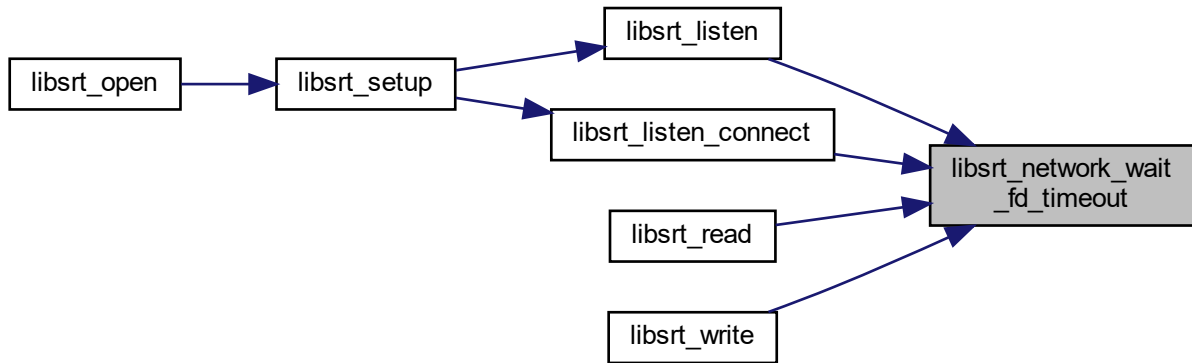 libsrt_listen
libsrt_open
libsrt_setup
libsrt_listen_connect
libsrt_network_wait
_fd_timeout
libsrt_read
libsrt_write